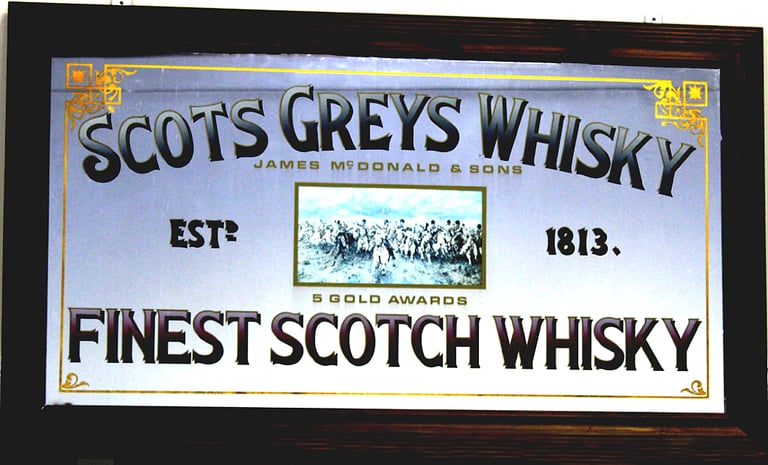 SCOTS GREYS WHISKY
JAMES McDONALD & SONS
ESTD 1813.
5 GOLD AWARDS
FINEST SCOTCH WHISKY